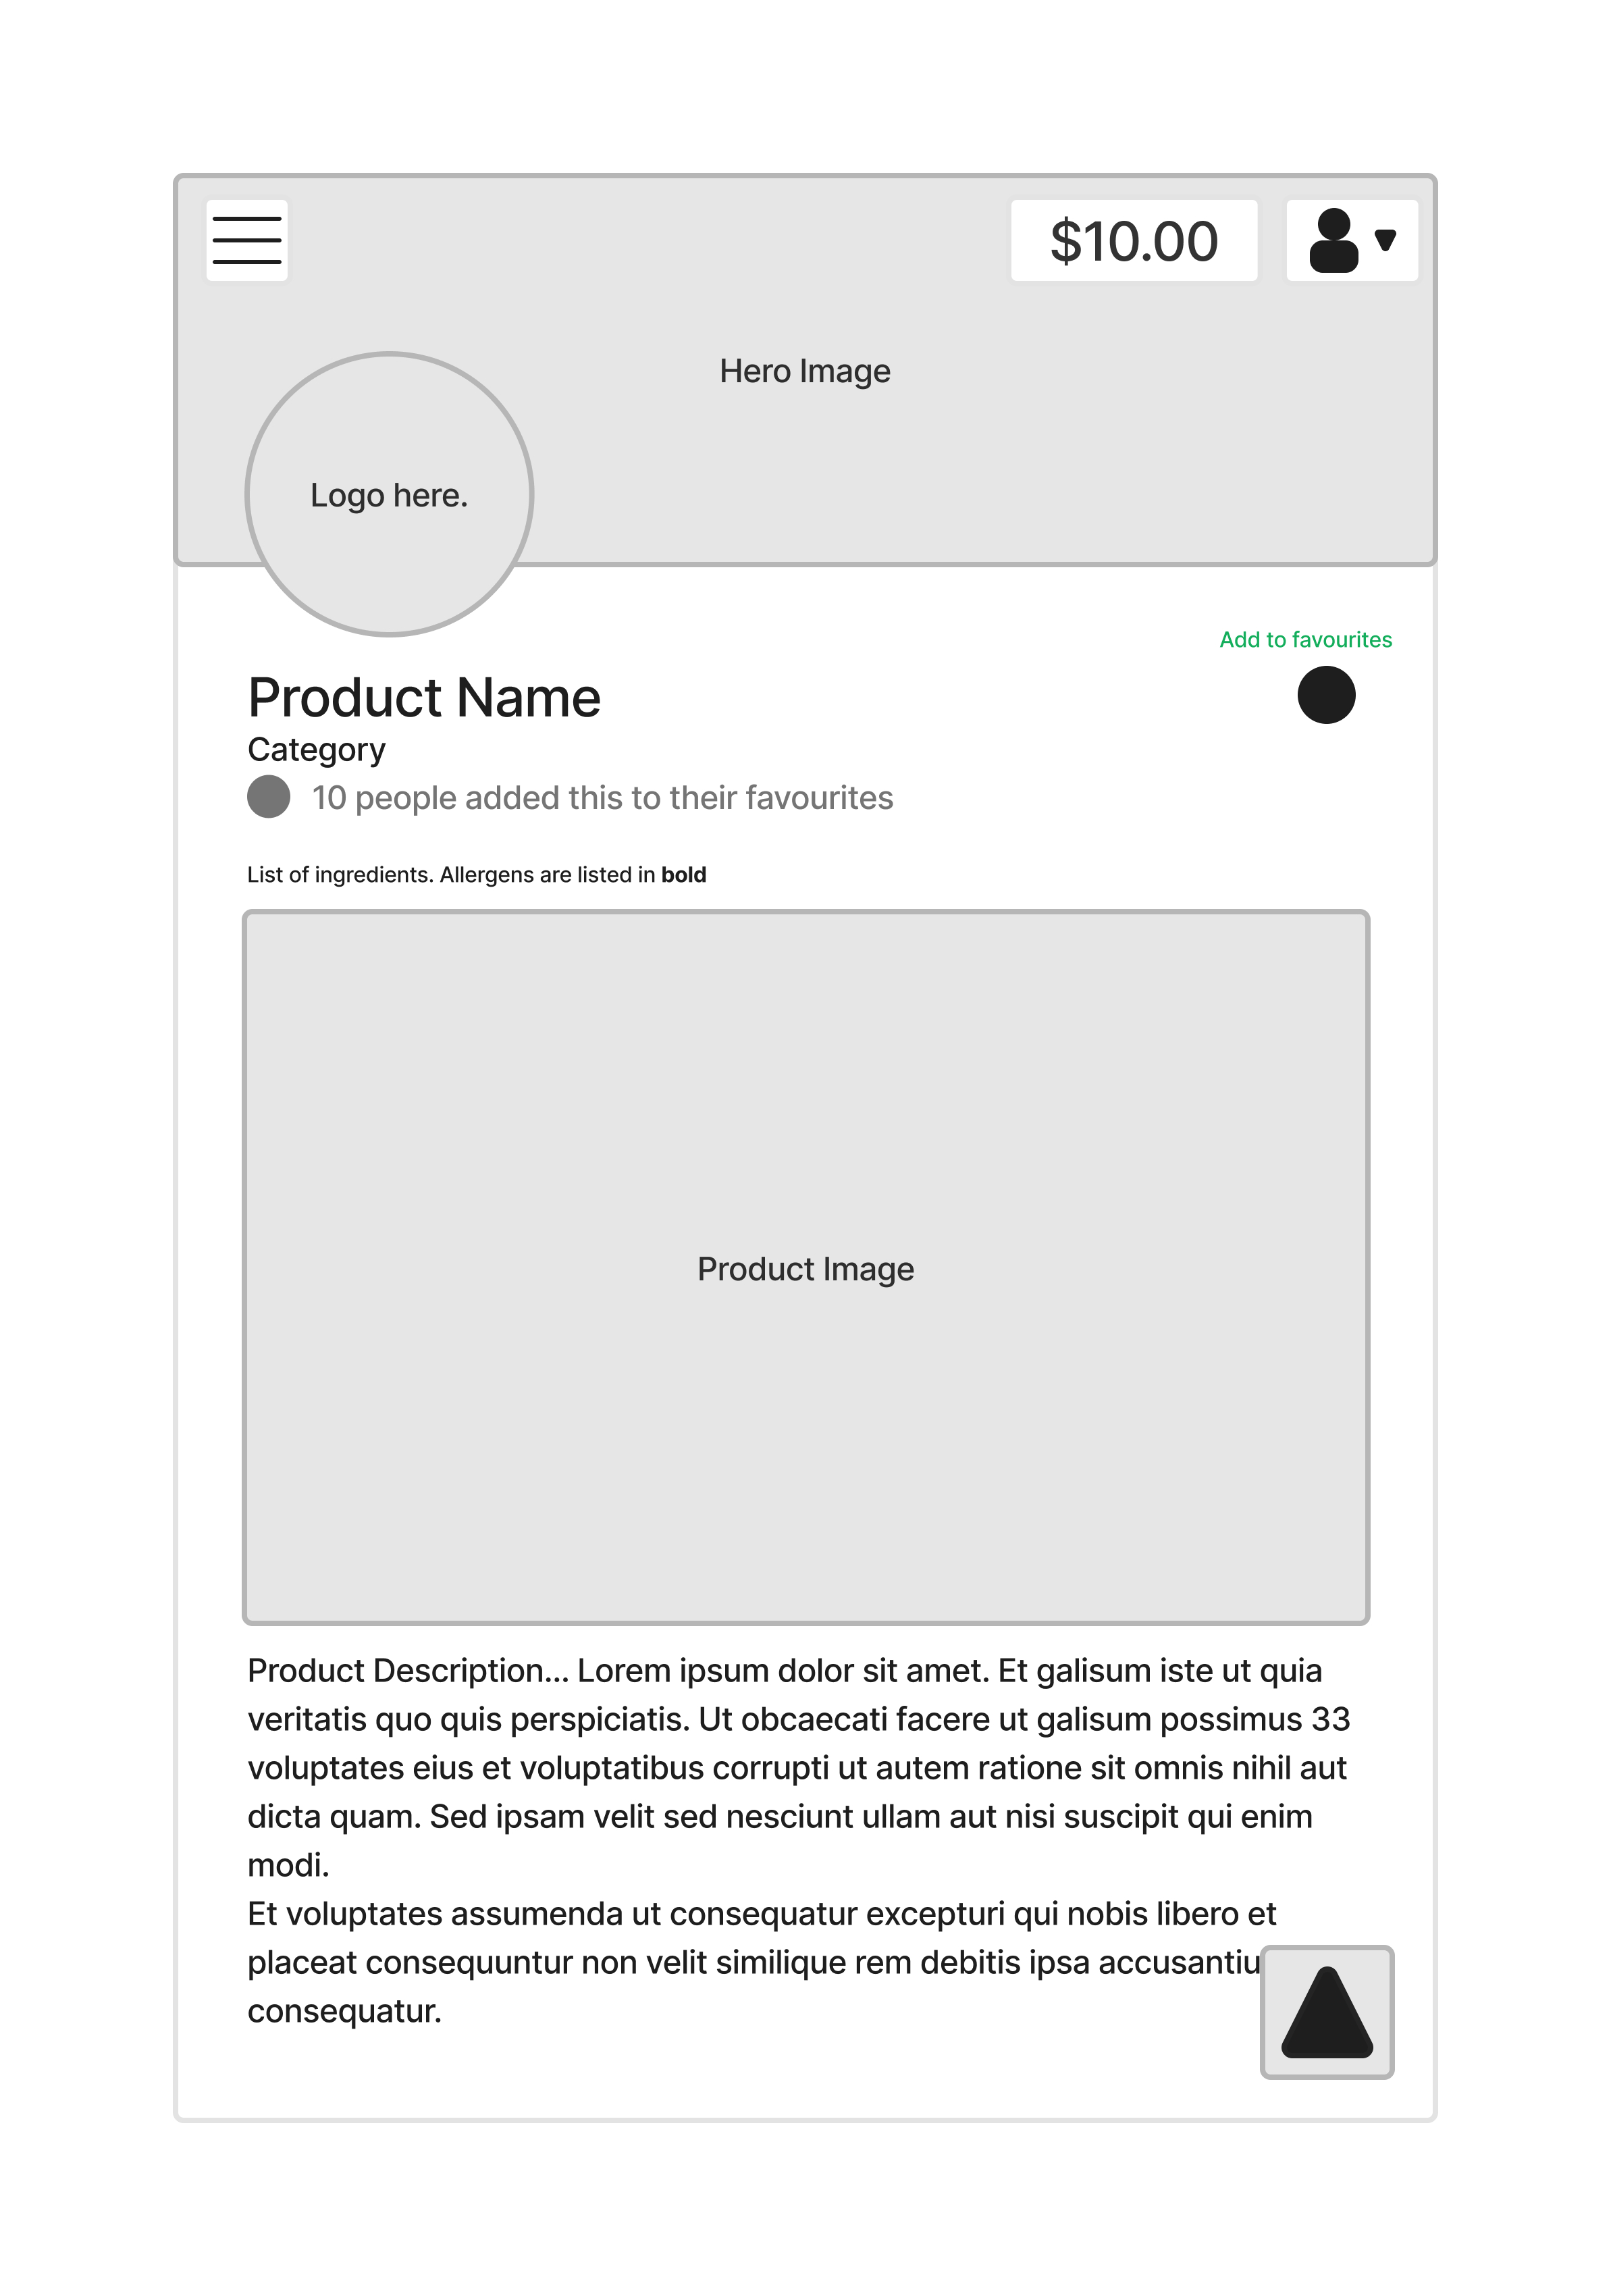 $10.00
Hero Image
Logo here.
Add to favourites
Product Name
Category
10 people added this to their favourites
List of ingredients. Allergens are listed in bold
Product Image
Product Description... Lorem ipsum dolor sit amet. Et galisum iste ut quia
veritatis quo quis perspiciatis. Ut obcaecati facere ut galisum possimus 33
voluptates eius et voluptatibus corrupti ut autem ratione sit omnis nihil aut
dicta quam. Sed ipsam velit sed nesciunt ullam aut nisi suscipit qui enim
modi.
Et voluptates assumenda ut consequatur excepturi qui nobis libero et
placeat consequuntur non velit similique rem debitis ipsa
consequatur.